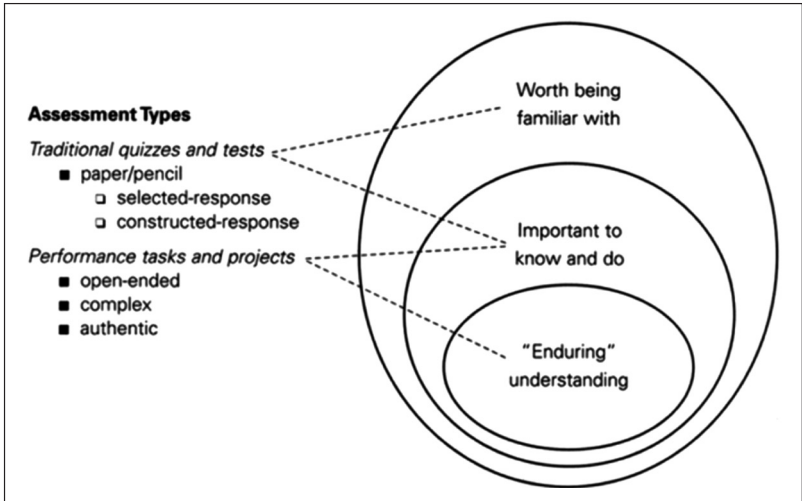 Assessment Types
Traditional quizzes and tests
paper/pencil
selected-response
constructed-response
Performance tasks and projects
open-ended
complex
authentic
Worth being
familiar with
Important to
know and do
“Enduring”
understanding